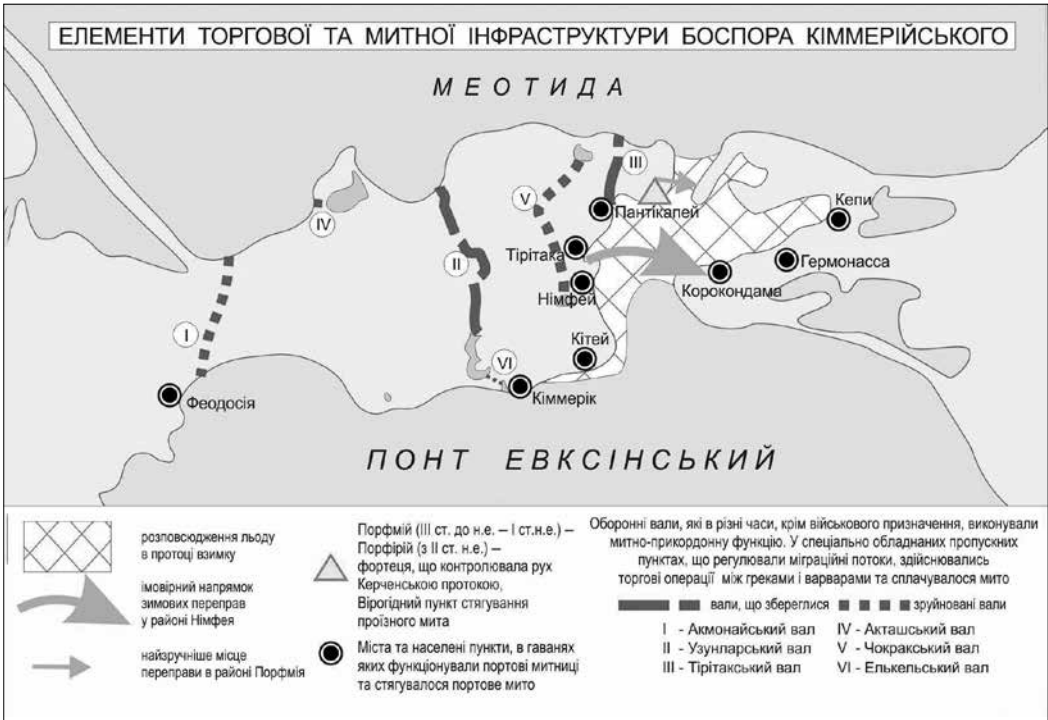 ЕЛЕМЕНТИ ТОРГОВОЇ ТА МИТНОЇ ІНФРАСТРУКТУРИ БОСПОРА КІММЕРІЙСЬКОГО
МЕОТИДА
I
II
III
IV
V
VI
Пантікапей
Кепи
Тірітака
Гермонасса
Німфей
Корокондама
Кітей
Кіммерік
Феодосія
ПОНТ ЕВКСІНСЬКИЙ
розповсюдження льоду
в протоці взимку
імовірний напрямок
зимових переправ
у районі Німфея
найзручніше місце
переправи в районі Порфмія
Порфмій (III ст. до н.е. – I ст.н.е.) –
Порфірій (з II ст. н.е.) –
фортеця, що контролювала рух
Керченською протокою,
Вірогідний пункт стягування
проїзного мита
Міста та населені пункти, в гаванях
яких функціонували портові митниці
та стягувалося портове мито
Оборонні вали, які в різні часи, крім військового призначення, виконували
митно-прикордонну функцію. У спеціально обладнаних пропускних
пунктах, що регулювали міграційні потоки, здійснювались
торгові операції між греками і варварами та сплачувалося мито
вали, що збереглися
зруйновані вали
I - Акмонайський вал
II - Узунларський вал
III - Тірітакський вал
IV - Акташський вал
V - Чокракський вал
VI - Елькельський вал